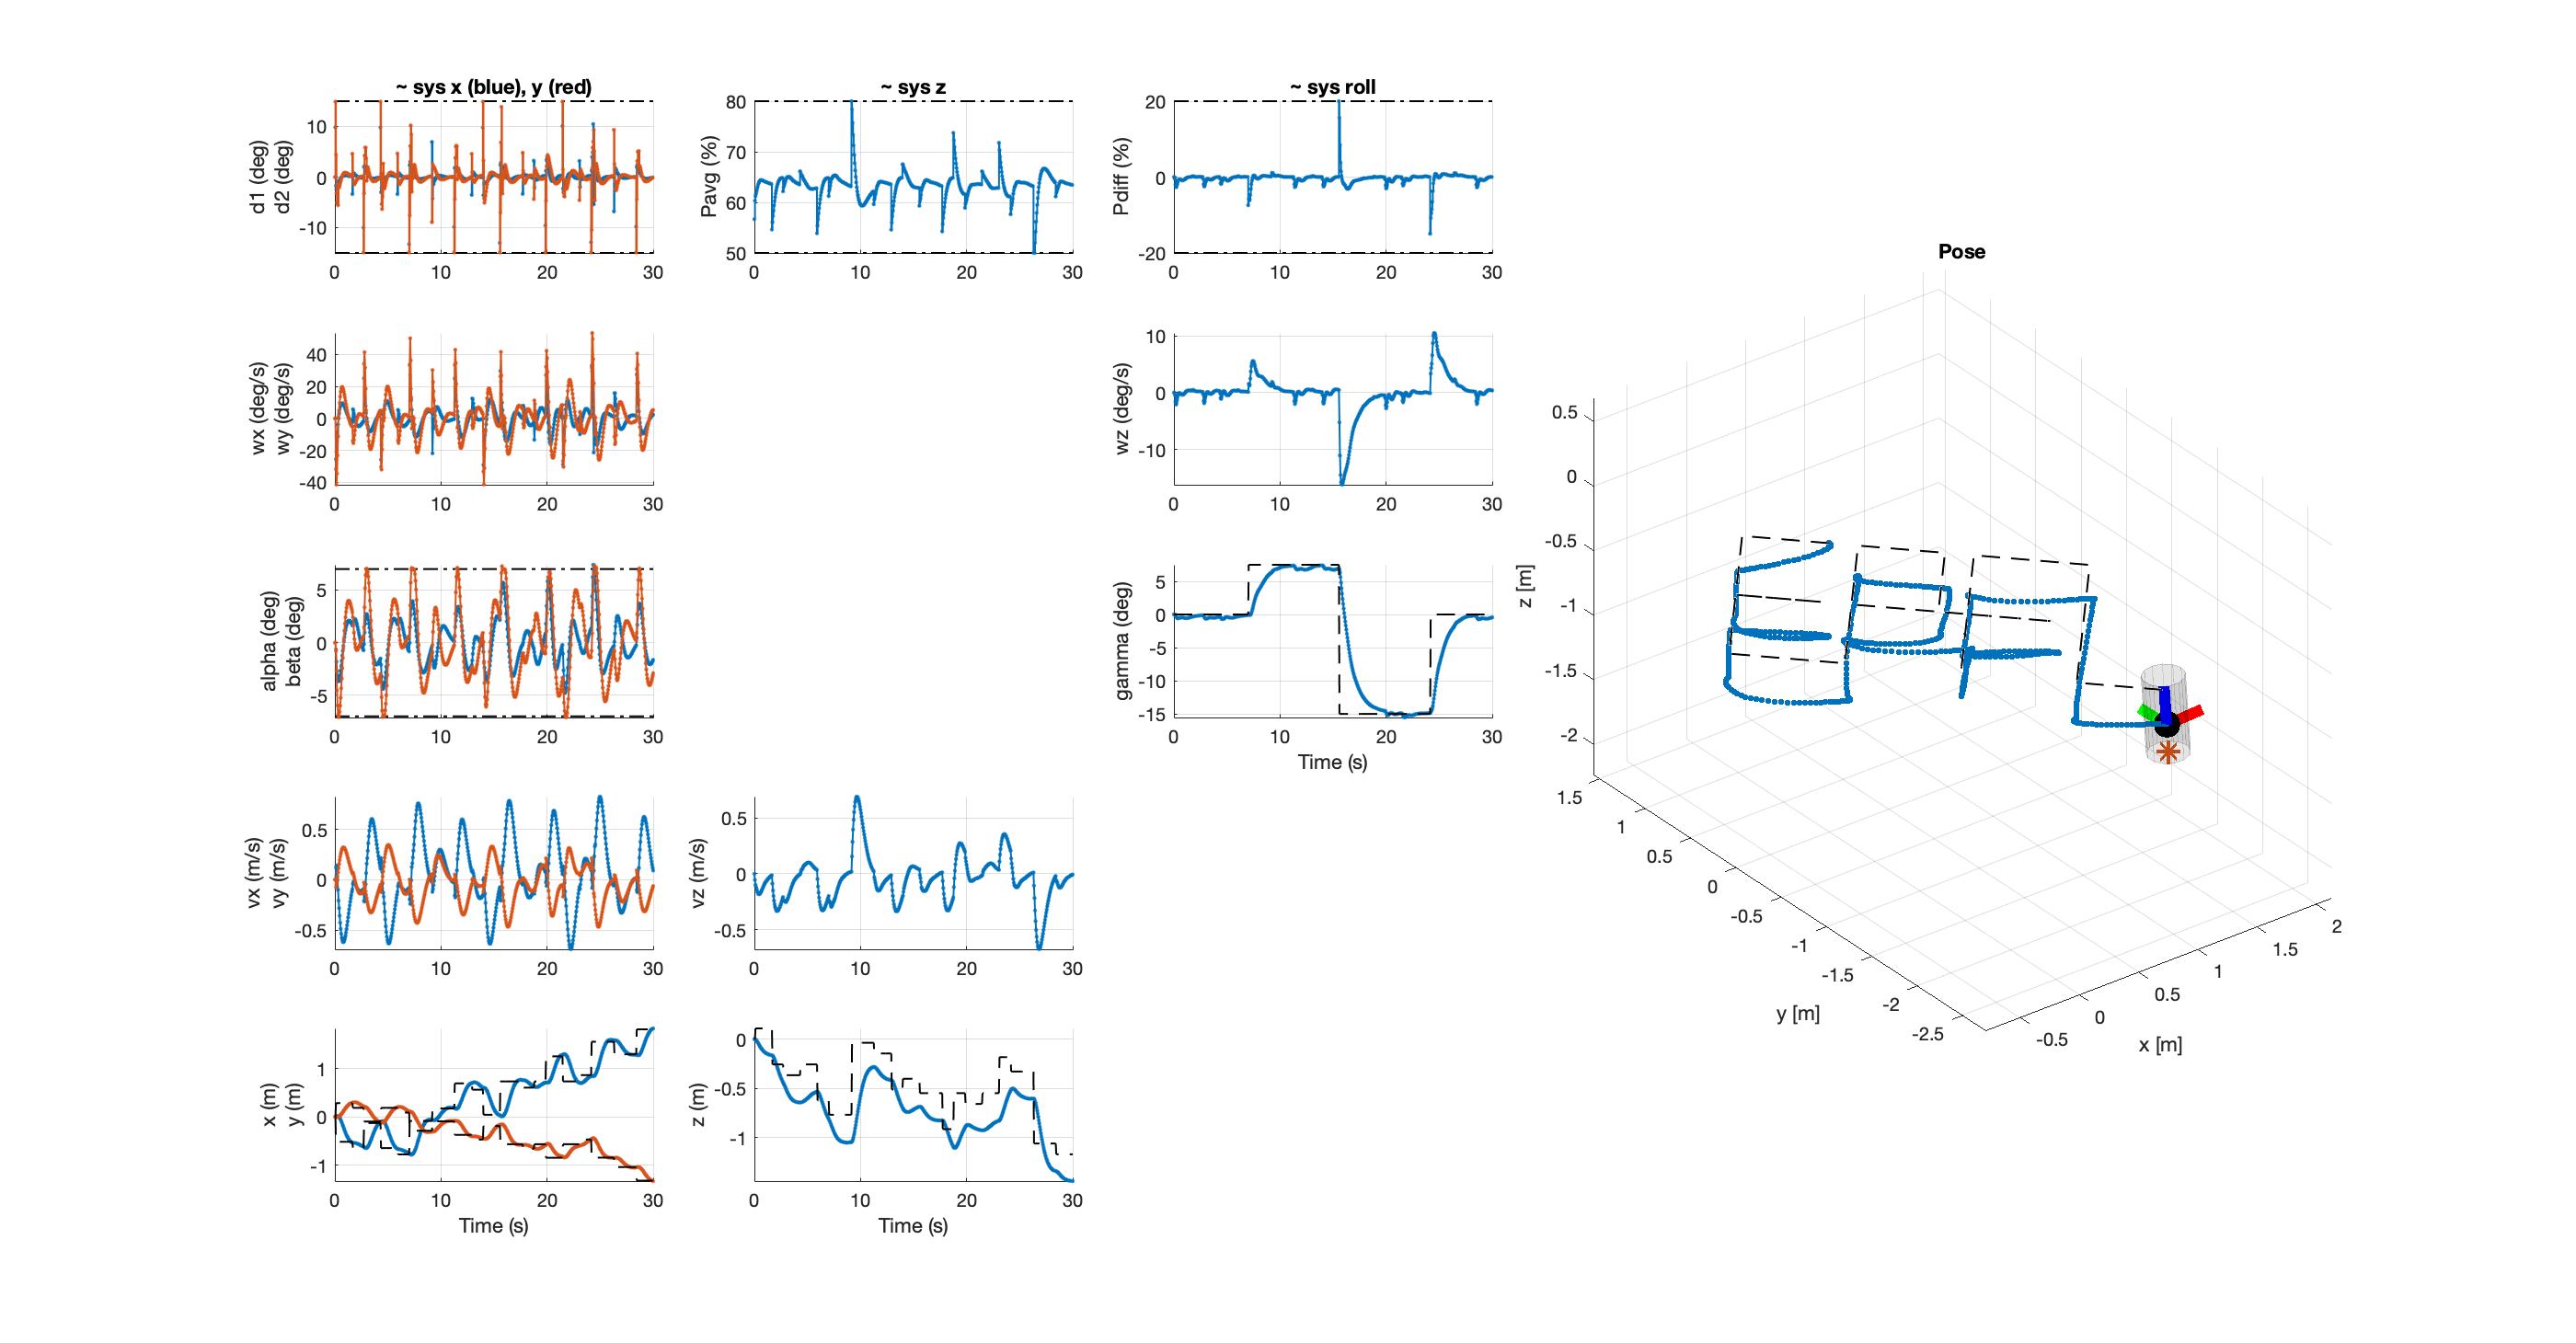 ~ sys x (blue), y (red)
~ sys z
~ sys roll
d1 (deg)
d2 (deg)
10
0
-10
0 10 20 30
Pavg (%)
80
70
60
50
0 10 20 30
Pdiff (%)
20
0
-20
0 10 20 30
wx (deg/s)
wy (deg/s)
40
20
0
-20
-40
0 10 20 30
wz (deg/s)
10
0
-10
0 10 20 30
alpha (deg)
beta (deg)
5
0
-5
0 10 20 30
gamma (deg)
5
0
-5
-10
-15
0 10 20 30
Time (s)
vx (m/s)
vy (m/s)
0.5
0
-0.5
0 10 20 30
vz (m/s)
0.5
0
-0.5
0 10 20 30
x (m)
y (m)
1
0
-1
0 10 20 30
Time (s)
z (m)
0
-0.5
-1
0 10 20 30
Time (s)
Pose
z [m]
0.5
0
-0.5
-1
-1.5
-2
1.5
1
0.5
0
-0.5
-1
-1.5
-2
-2.5
y [m]
-0.5
0
0.5
1
1.5
2
x [m]